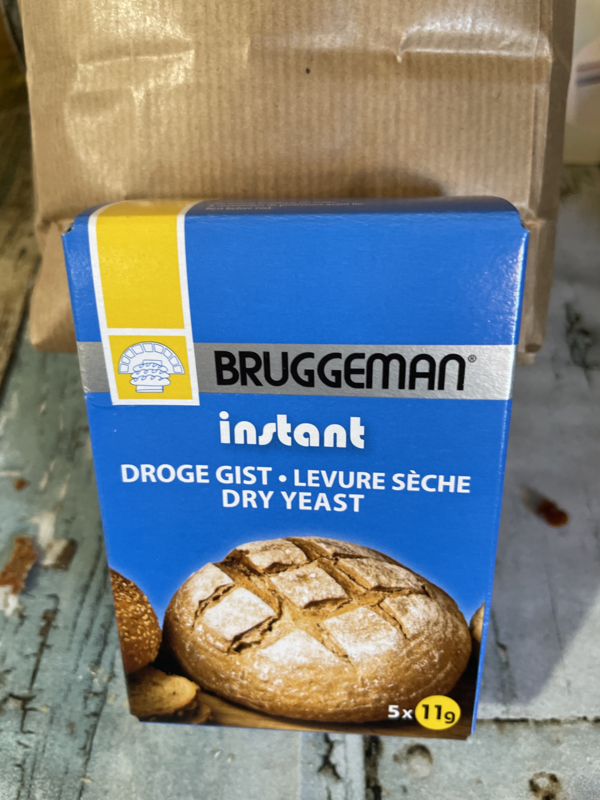 BRUGGEMAN®
instant
DROGE GIST • LEVURE SÈCHE
DRY YEAST
5x 11g